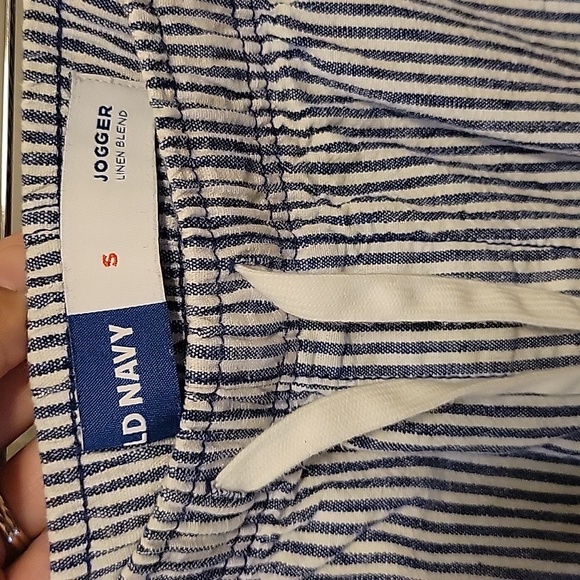 JOGGER
LINEN BLEND
S
LD NAVY